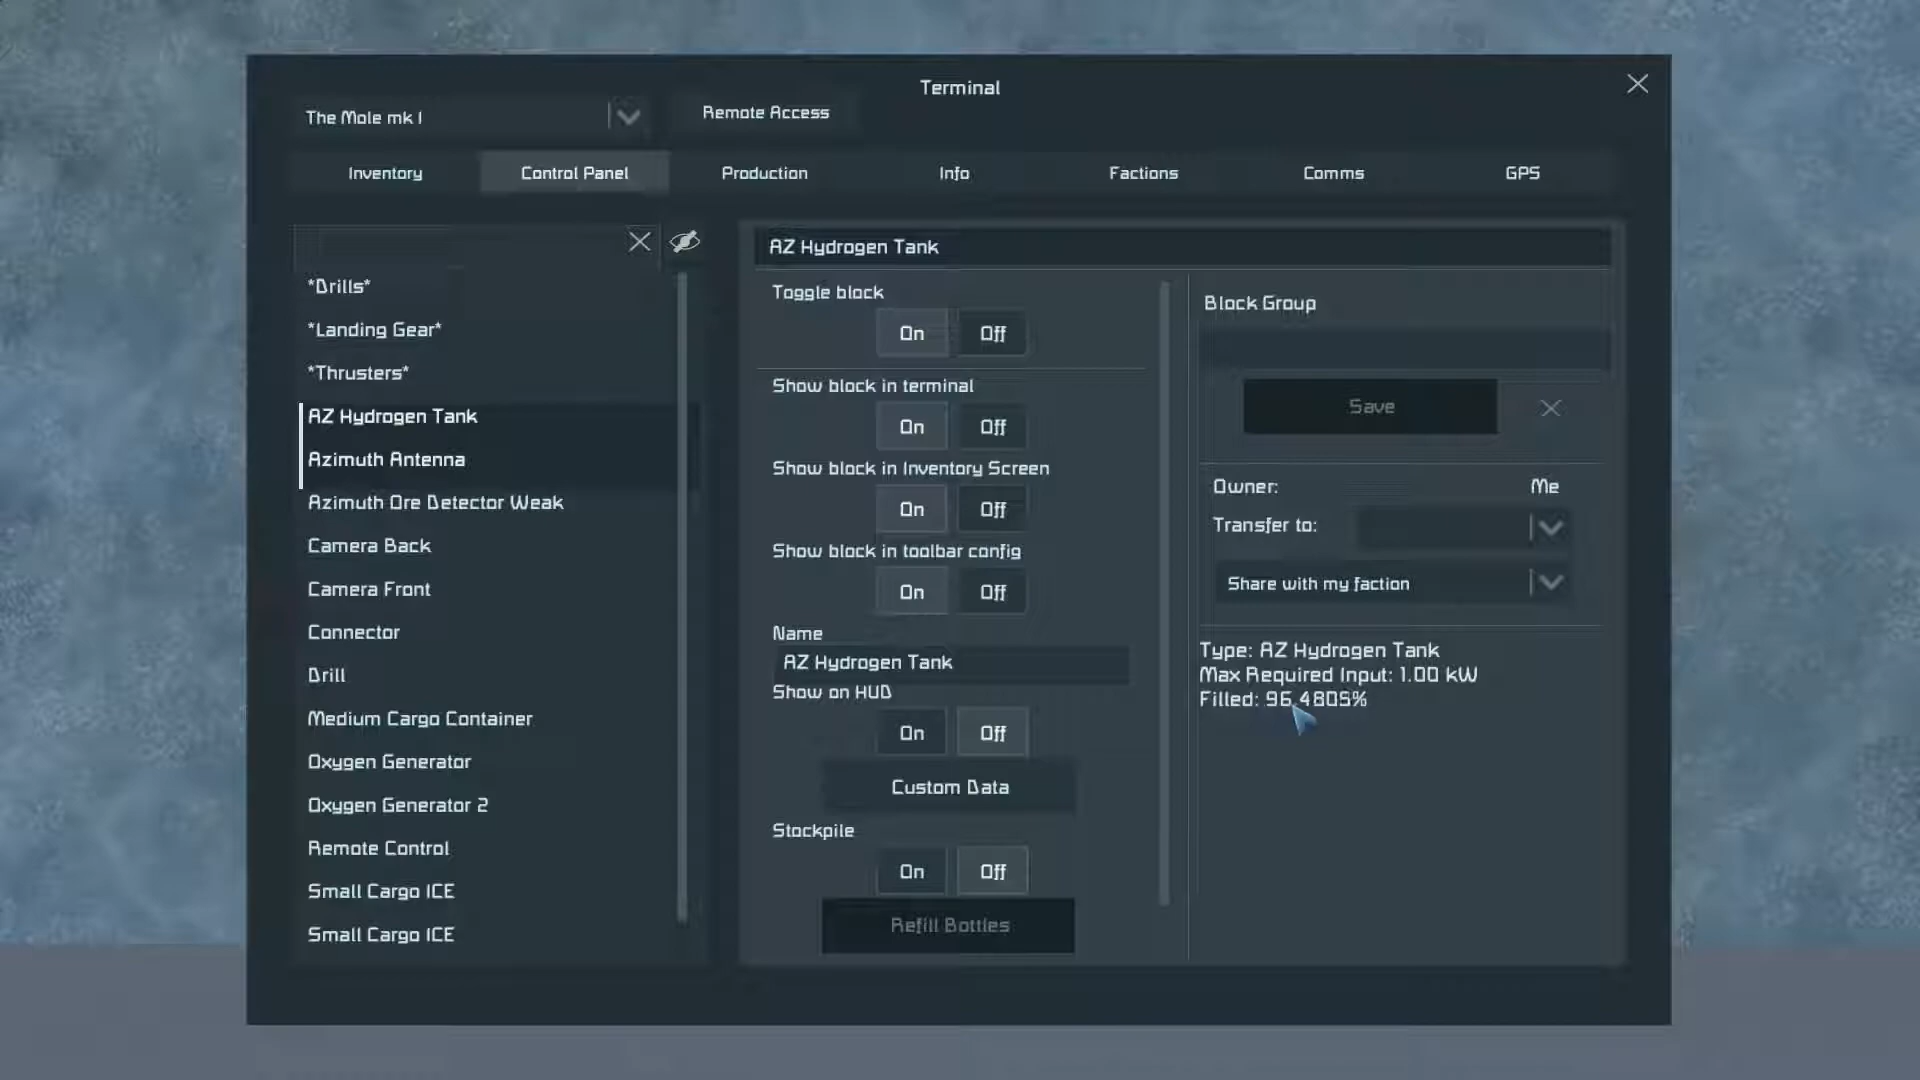 Terminal
The Mole mk I
Remote Access
Inventory
Control Panel
Production
Info
Factions
Comms
GPS
*Drills*
*Landing Gear*
*Thrusters*
AZ Hydrogen Tank
Azimuth Antenna
Azimuth Ore Detector Weak
Camera Back
Camera Front
Connector
Drill
Medium Cargo Container
Oxygen Generator
Oxygen Generator 2
Remote Control
Small Cargo ICE
Small Cargo ICE
AZ Hydrogen Tank
Toggle block
On Off
Show block in terminal
On Off
Show block in Inventory Screen
On Off
Show block in toolbar config
On Off
Name
AZ Hydrogen Tank
Show on HUD
On Off
Custom Data
Stockpile
On Off
Refill Bottles
Block Group
Save
Owner: Me
Transfer to:
Share with my faction
Type: AZ Hydrogen Tank
Max Required Input: 1.00 kW
Filled: 96.4805%